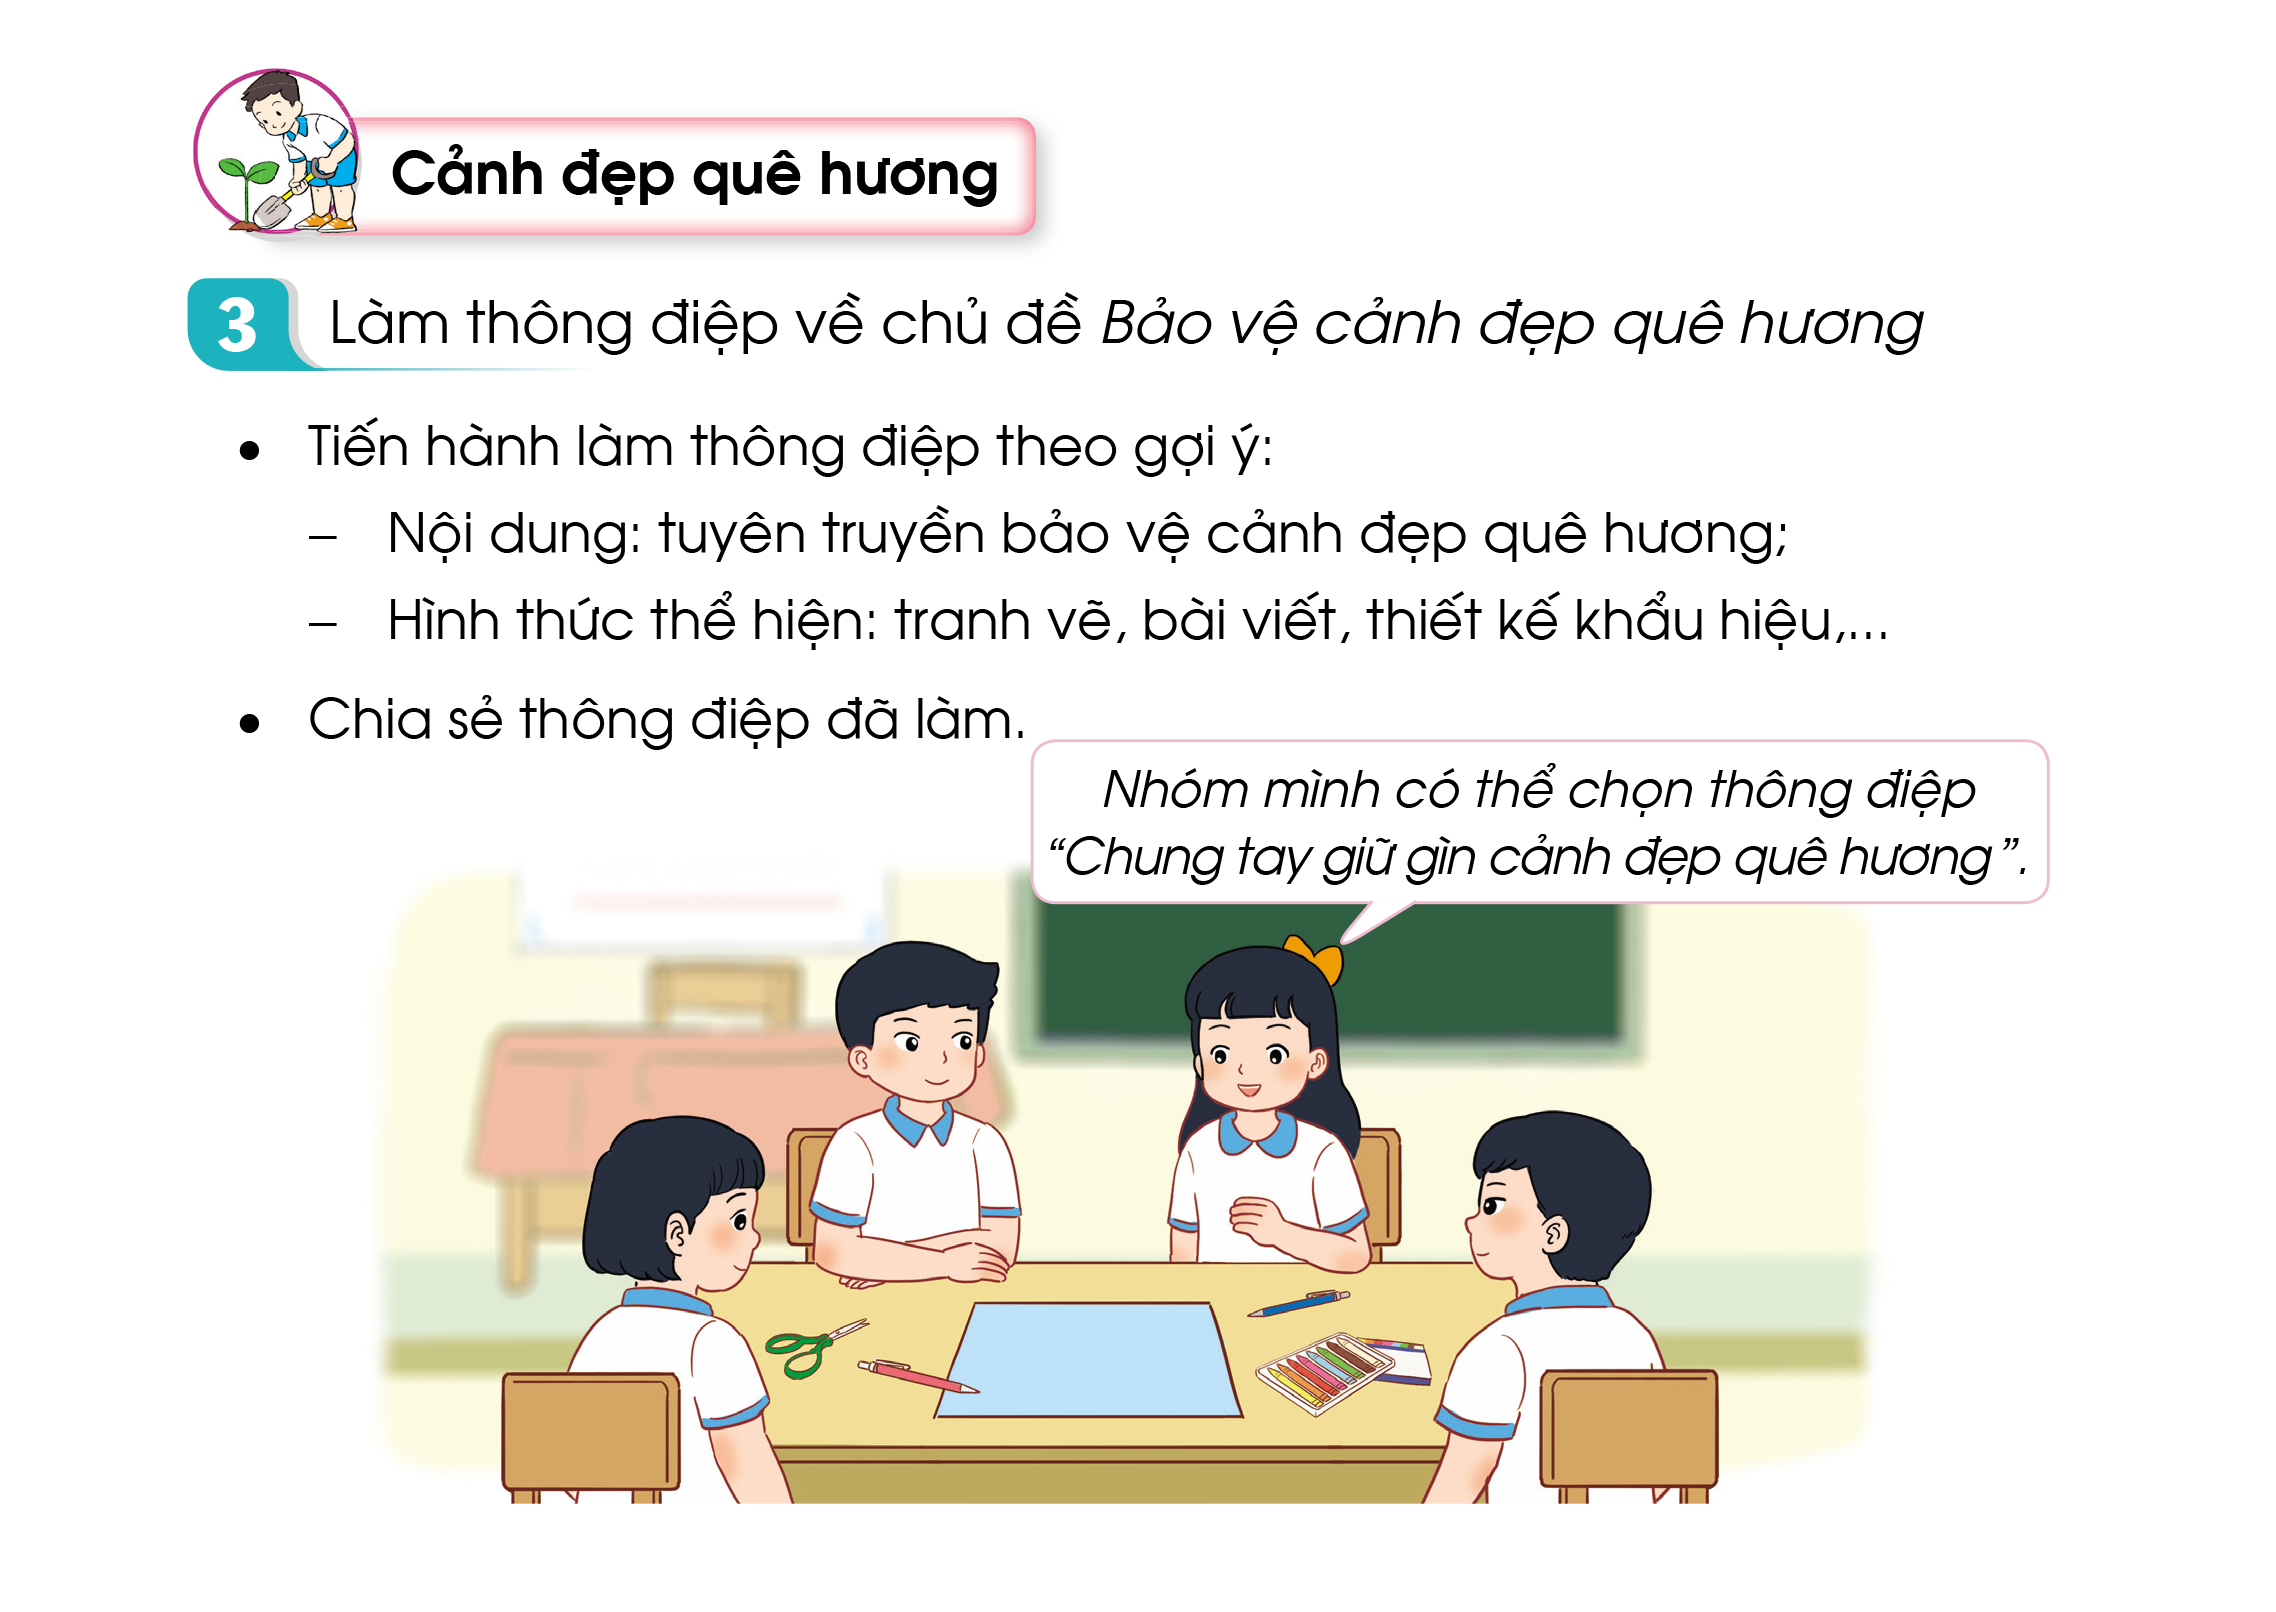 Cảnh đẹp quê hương
3 Làm thông điệp về chủ đề Bảo vệ cảnh đẹp quê hương
• Tiến hành làm thông điệp theo gợi ý:
– Nội dung: tuyên truyền bảo vệ cảnh đẹp quê hương;
– Hình thức thể hiện: tranh vẽ, bài viết, thiết kế khẩu hiệu,...
• Chia sẻ thông điệp đã làm.
Nhóm mình có thể chọn thông điệp
“Chung tay giữ gìn cảnh đẹp quê hương”.